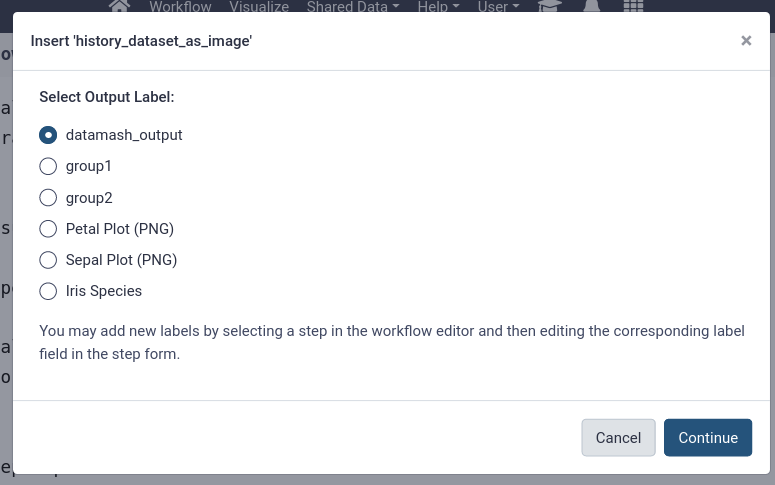 Workflow Visualize Shared Data Help User
Insert 'history_dataset_as_image'
×
Select Output Label:
datamash_output
group1
group2
Petal Plot (PNG)
Sepal Plot (PNG)
Iris Species
You may add new labels by selecting a step in the workflow editor and then editing the corresponding label
field in the step form.
Cancel Continue